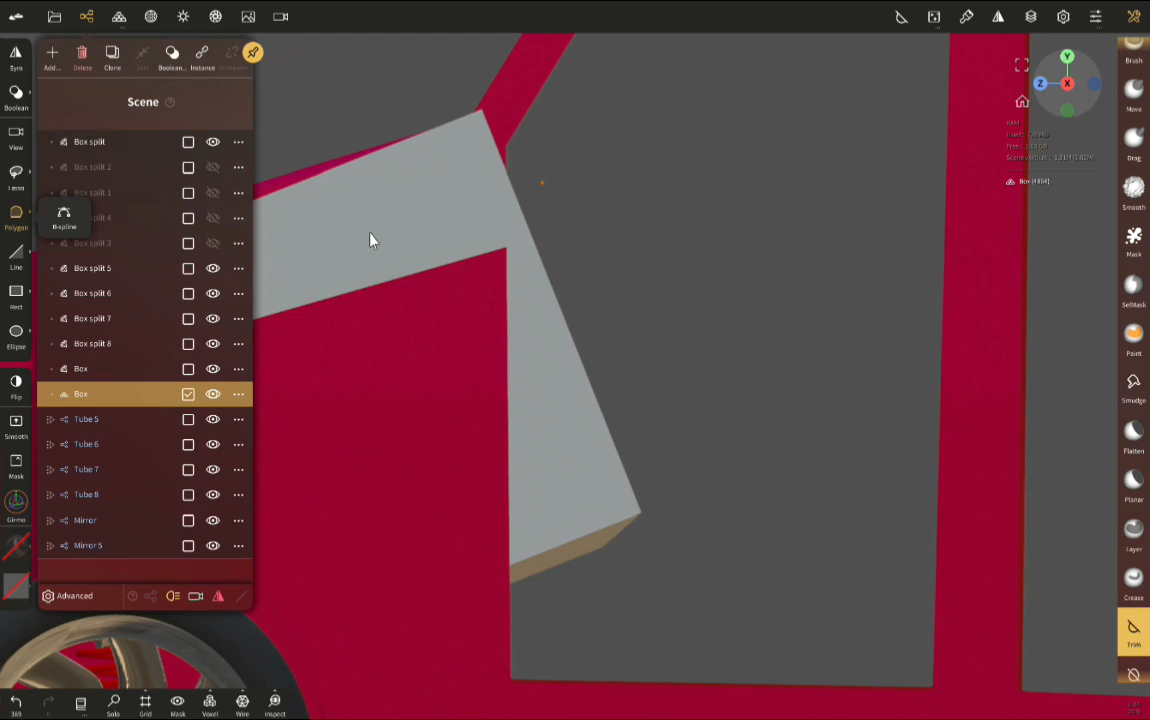 Add...
Delete
Clone
Join
Boolean...
Instance
Scene
Box split
Box split 2
Box split 1
split 4
Box split 3
Box split 5
Box split 6
Box split 7
Box split 8
Box
Box
Tube 5
Tube 6
Tube 7
Tube 8
Mirror
Mirror 5
Advanced
Sym
Boolean
View
Lasso
Polygon
B-spline
Line
Rect
Ellipse
Flip
Smooth
Mask
Gizmo
369
0
Solo
Grid
Mask
Voxel
Wire
Inspect
Y
Z
X
Box (4864)
Brush
Move
Drag
Smooth
Mask
SelMask
Paint
Smudge
Flatten
Planar
Layer
Crease
Trim